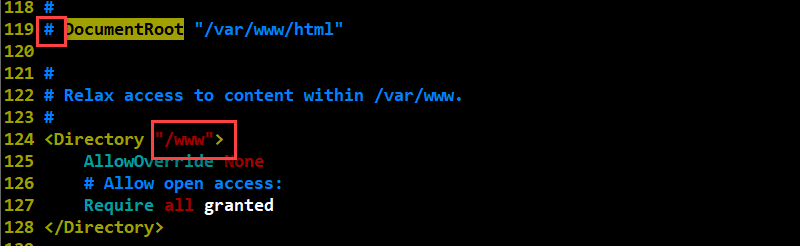 118 #
119 # DocumentRoot "/var/www/html"
120
121 #
122 # Relax access to content within /var/www.
123 #
124 <Directory "/www">
125     AllowOverride None
126     # Allow open access:
127     Require all granted
128 </Directory>